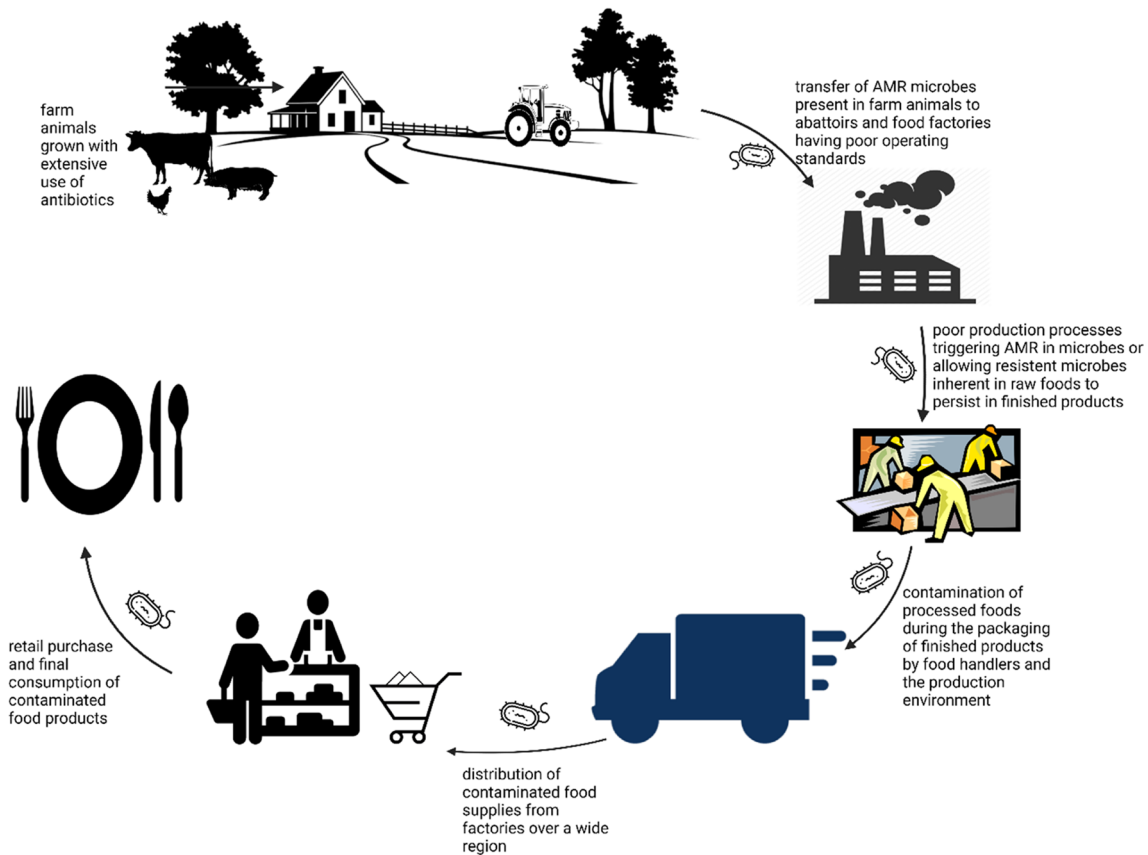 farm
animals
grown with
extensive
use of
antibiotics
transfer of AMR microbes
present in farm animals to
abattoirs and food factories
having poor operating
standards
poor production processes
triggering AMR in microbes or
allowing resistent microbes
inherent in raw foods to
persist in finished products
contamination of
processed foods
during the packaging
of finished products
by food handlers and
the production
environment
distribution of
contaminated food
supplies from
factories over a wide
region
retail purchase
and final
consumption of
contaminated
food products